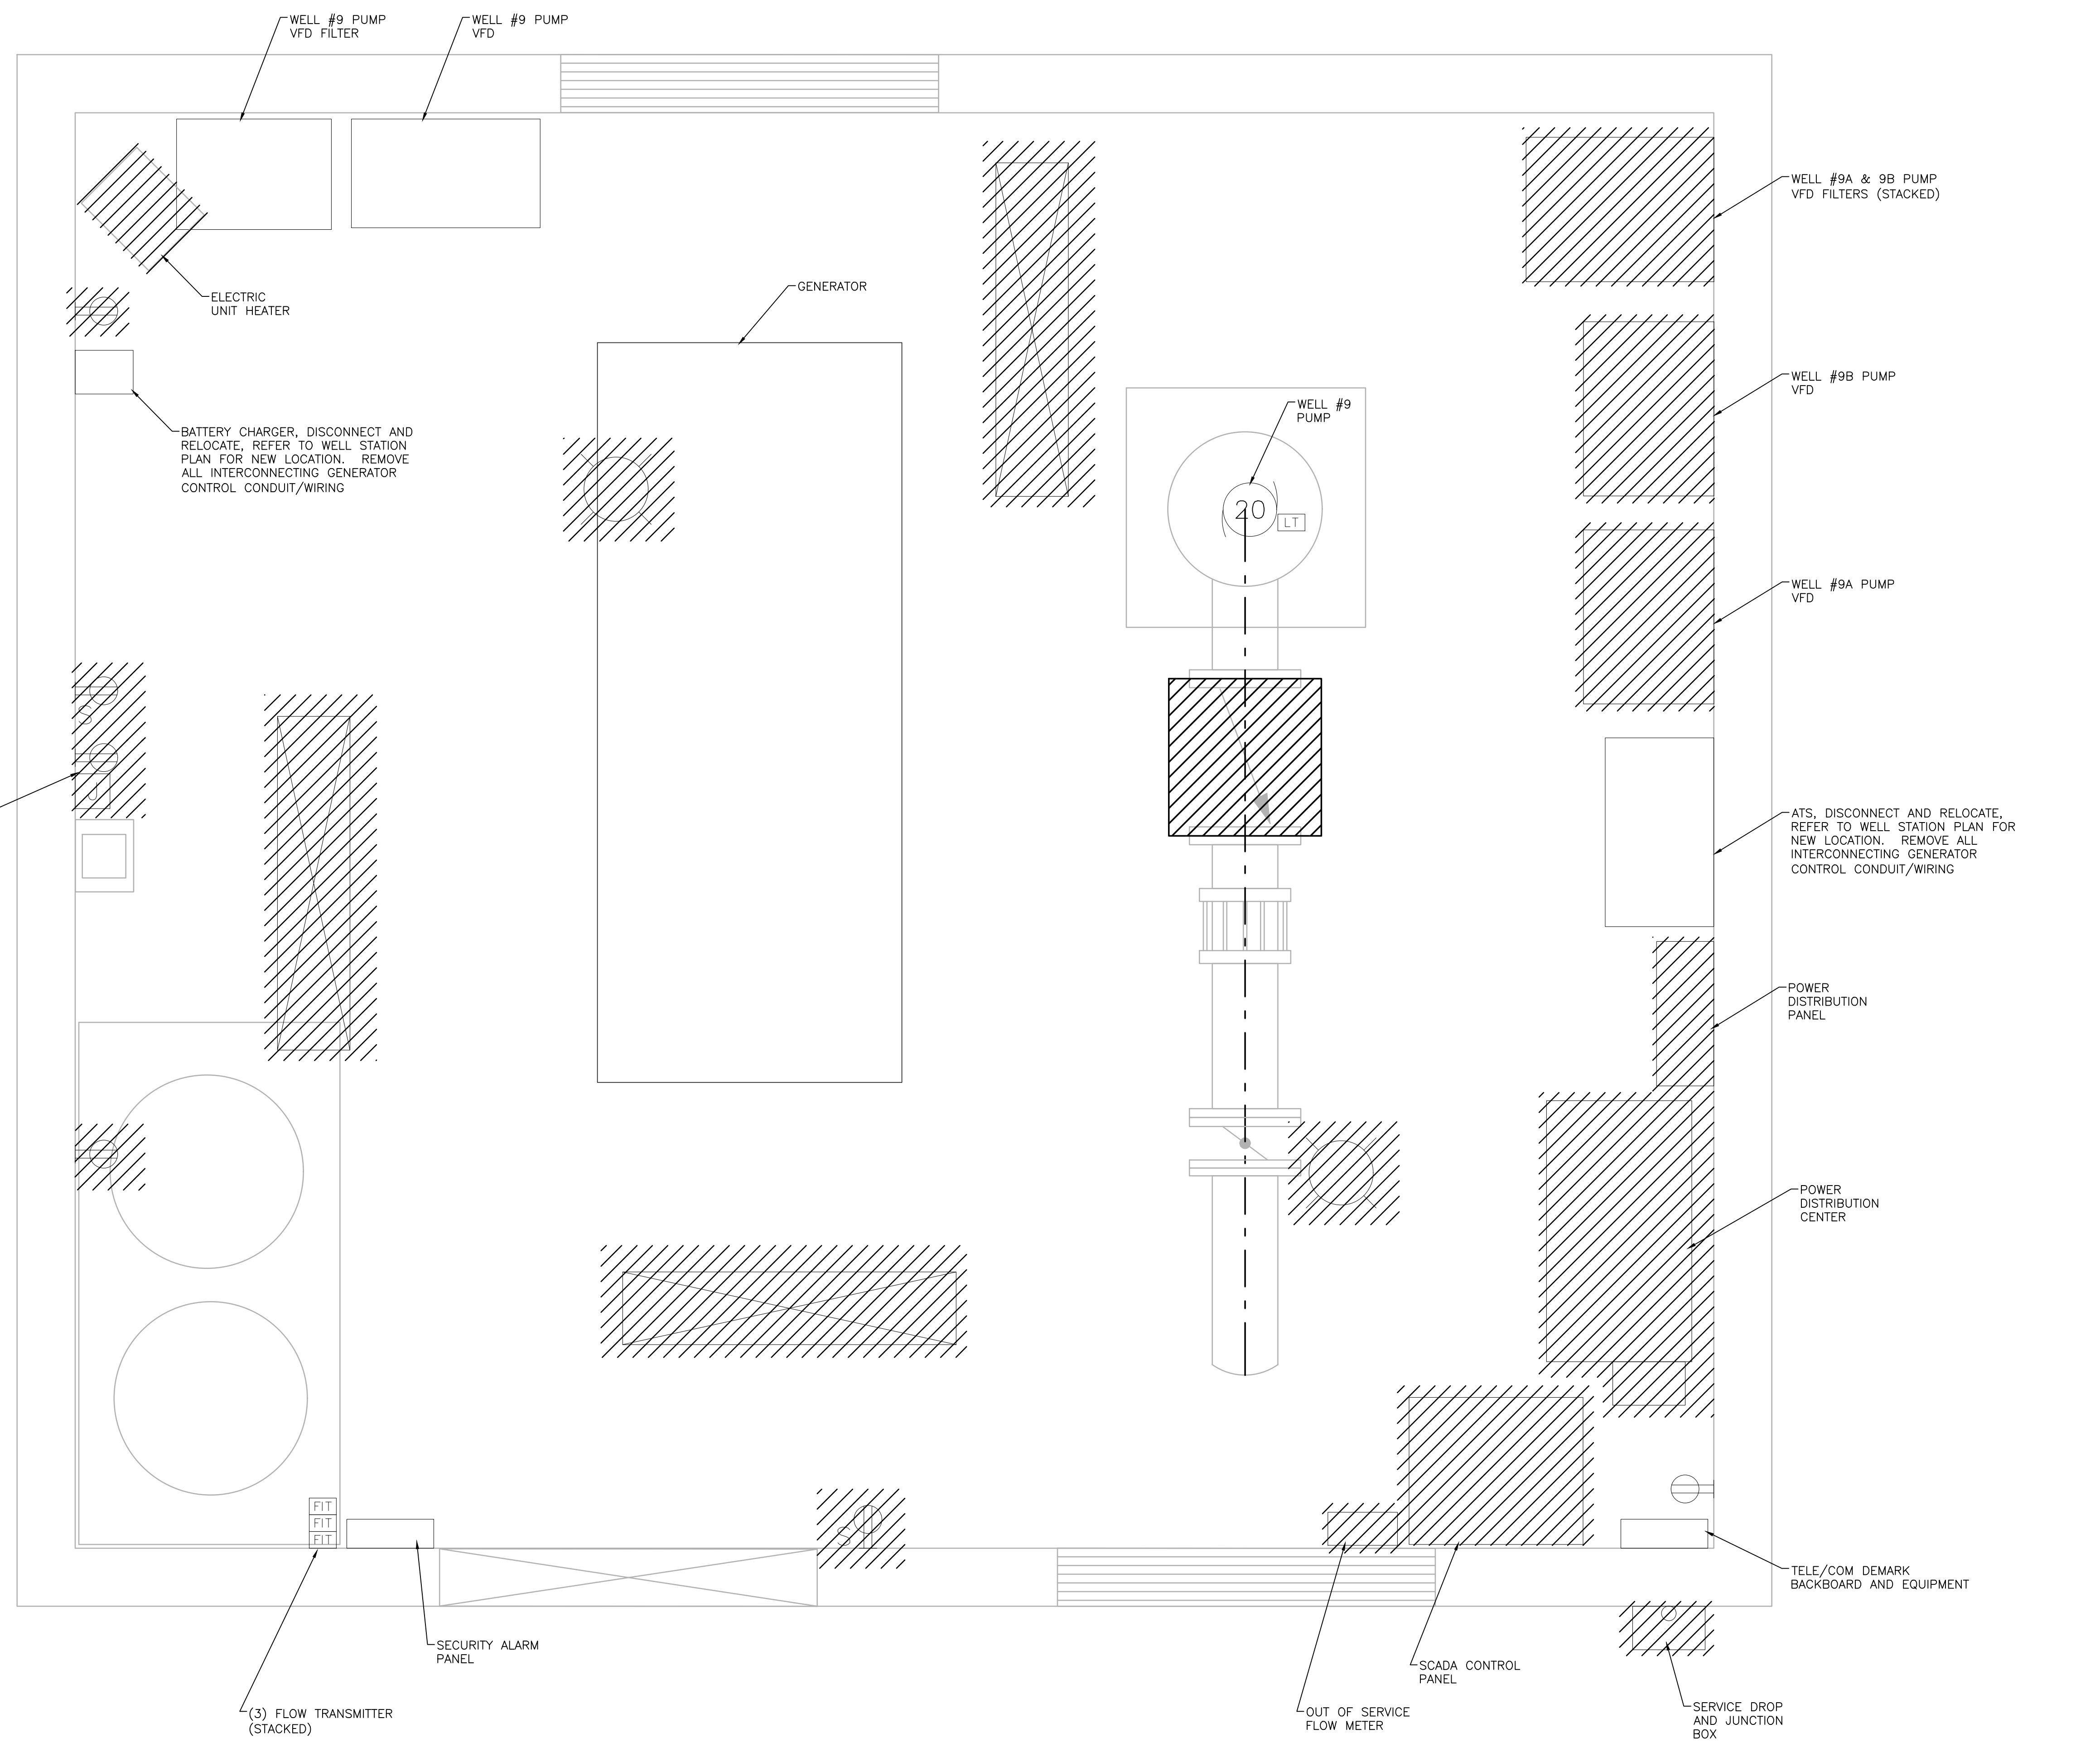 WELL #9 PUMP
VFD FILTER
WELL #9 PUMP
VFD
WELL #9A & 9B PUMP
VFD FILTERS (STACKED)
ELECTRIC
UNIT HEATER
GENERATOR
WELL #9B PUMP
VFD
WELL #9
PUMP
BATTERY CHARGER, DISCONNECT AND
RELOCATE, REFER TO WELL STATION
PLAN FOR NEW LOCATION.  REMOVE
ALL INTERCONNECTING GENERATOR
CONTROL CONDUIT/WIRING
20
LT
WELL #9A PUMP
VFD
S
J
ATS, DISCONNECT AND RELOCATE,
REFER TO WELL STATION PLAN FOR
NEW LOCATION.  REMOVE ALL
INTERCONNECTING GENERATOR
CONTROL CONDUIT/WIRING
POWER
DISTRIBUTION
PANEL
POWER
DISTRIBUTION
CENTER
FIT
FIT
FIT
S
TELE/COM DEMARK
BACKBOARD AND EQUIPMENT
SECURITY ALARM
PANEL
SCADA CONTROL
PANEL
(3) FLOW TRANSMITTER
(STACKED)
OUT OF SERVICE
FLOW METER
SERVICE DROP
AND JUNCTION
BOX